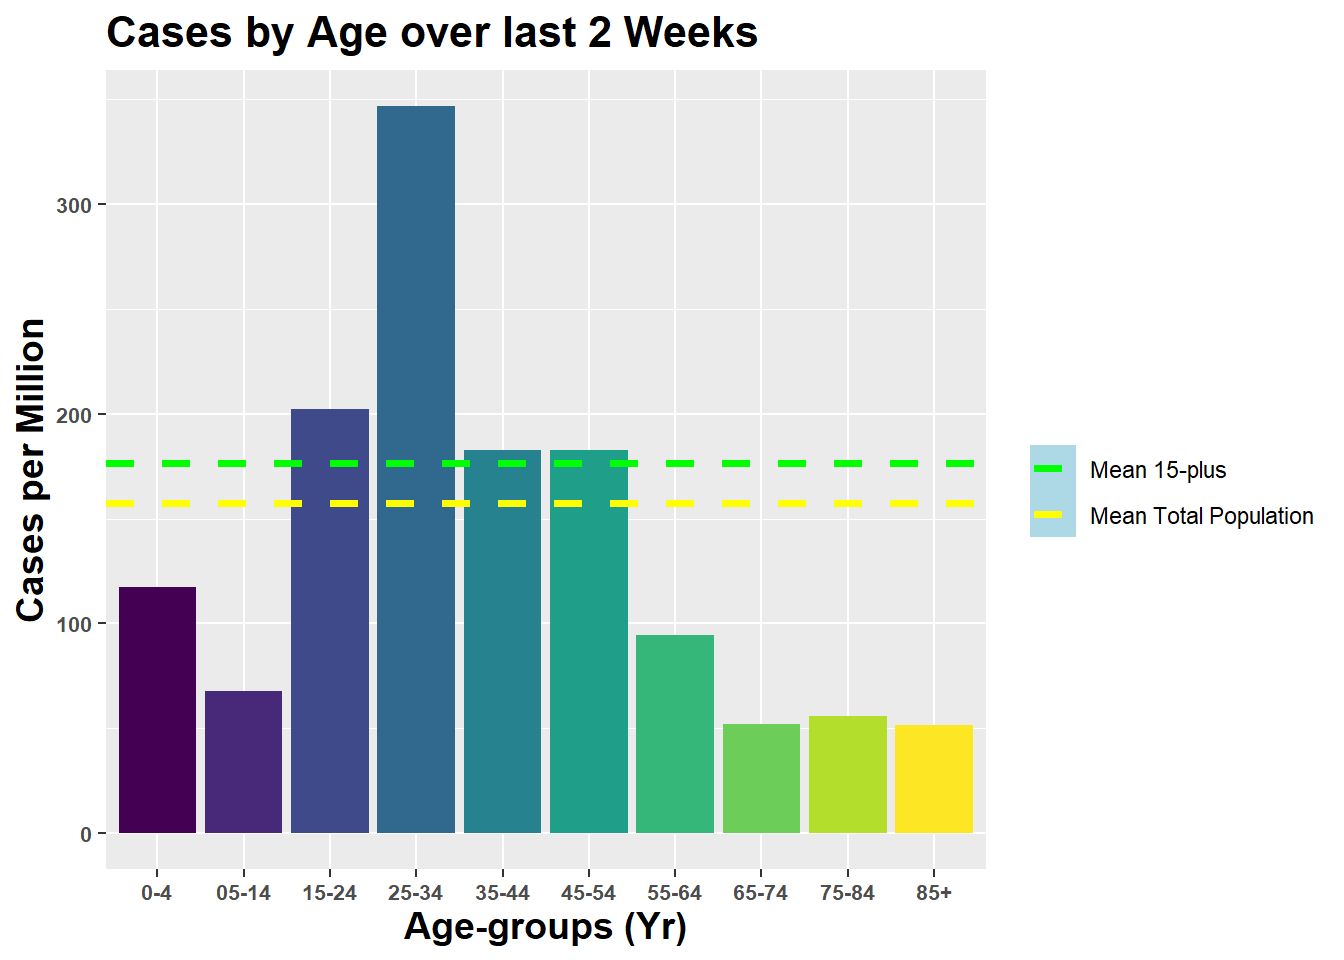 Cases by Age over last 2 Weeks
Cases per Million
300
200
100
0
0-4
05-14
15-24
25-34
35-44
45-54
55-64
65-74
75-84
85+
Age-groups (Yr)
Mean 15-plus
Mean Total Population